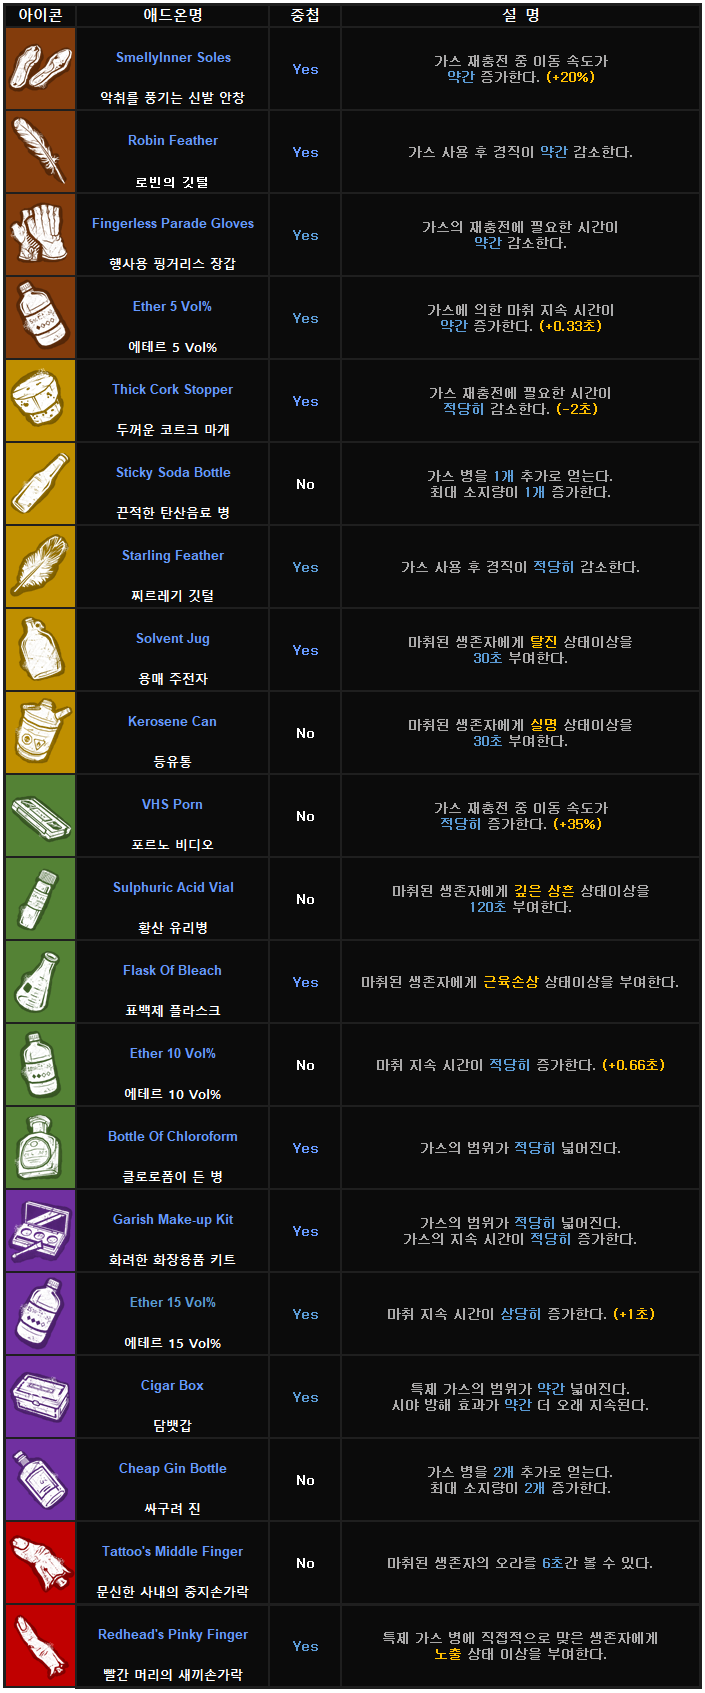 아이콘 애드온명 중첩 설 명
SmellyInner Soles
악취를 풍기는 신발 안창
Yes
가스 재충전 중 이동 속도가
약간 증가한다. (+20%)
Robin Feather
로빈의 깃털
Yes
가스 사용 후 경직이 약간 감소한다.
Fingerless Parade Gloves
행사용 핑거리스 장갑
Yes
가스의 재충전에 필요한 시간이
약간 감소한다.
Ether 5 Vol%
에테르 5 Vol%
Yes
가스에 의한 마취 지속 시간이
약간 증가한다. (+0.33초)
Thick Cork Stopper
두꺼운 코르크 마개
Yes
가스 재충전에 필요한 시간이
적당히 감소한다. (-2초)
Sticky Soda Bottle
끈적한 탄산음료 병
No
가스 병을 1개 추가로 얻는다.
최대 소지량이 1개 증가한다.
Starling Feather
찌르레기 깃털
Yes
가스 사용 후 경직이 적당히 감소한다.
Solvent Jug
용매 주전자
Yes
마취된 생존자에게 탈진 상태이상을
30초 부여한다.
Kerosene Can
등유통
No
마취된 생존자에게 실명 상태이상을
30초 부여한다.
VHS Porn
포르노 비디오
No
가스 재충전 중 이동 속도가
적당히 증가한다. (+35%)
Sulphuric Acid Vial
황산 유리병
No
마취된 생존자에게 깊은 상흔 상태이상을
120초 부여한다.
Flask Of Bleach
표백제 플라스크
Yes
마취된 생존자에게 근육손상 상태이상을 부여한다.
Ether 10 Vol%
에테르 10 Vol%
No
마취 지속 시간이 적당히 증가한다. (+0.66초)
Bottle Of Chloroform
클로로폼이 든 병
Yes
가스의 범위가 적당히 넓어진다.
Garish Make-up Kit
화려한 화장용품 키트
Yes
가스의 범위가 적당히 넓어진다.
가스의 지속 시간이 적당히 증가한다.
Ether 15 Vol%
에테르 15 Vol%
Yes
마취 지속 시간이 상당히 증가한다. (+1초)
Cigar Box
담뱃갑
Yes
특제 가스의 범위가 약간 넓어진다.
시야 방해 효과가 약간 더 오래 지속된다.
Cheap Gin Bottle
싸구려 진
No
가스 병을 2개 추가로 얻는다.
최대 소지량이 2개 증가한다.
Tattoo's Middle Finger
문신한 사내의 중지손가락
No
마취된 생존자의 오라를 6초간 볼 수 있다.
Redhead's Pinky Finger
빨간 머리의 새끼손가락
Yes
특제 가스 병에 직접적으로 맞은 생존자에게
노출 상태 이상을 부여한다.